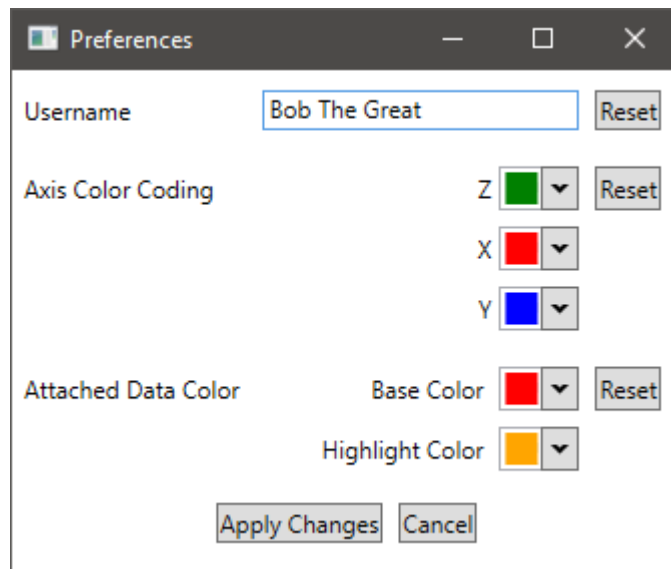 Preferences
Username Bob The Great Reset
Axis Color Coding Z Reset
X
Y
Attached Data Color Base Color Reset
Highlight Color
Apply Changes Cancel